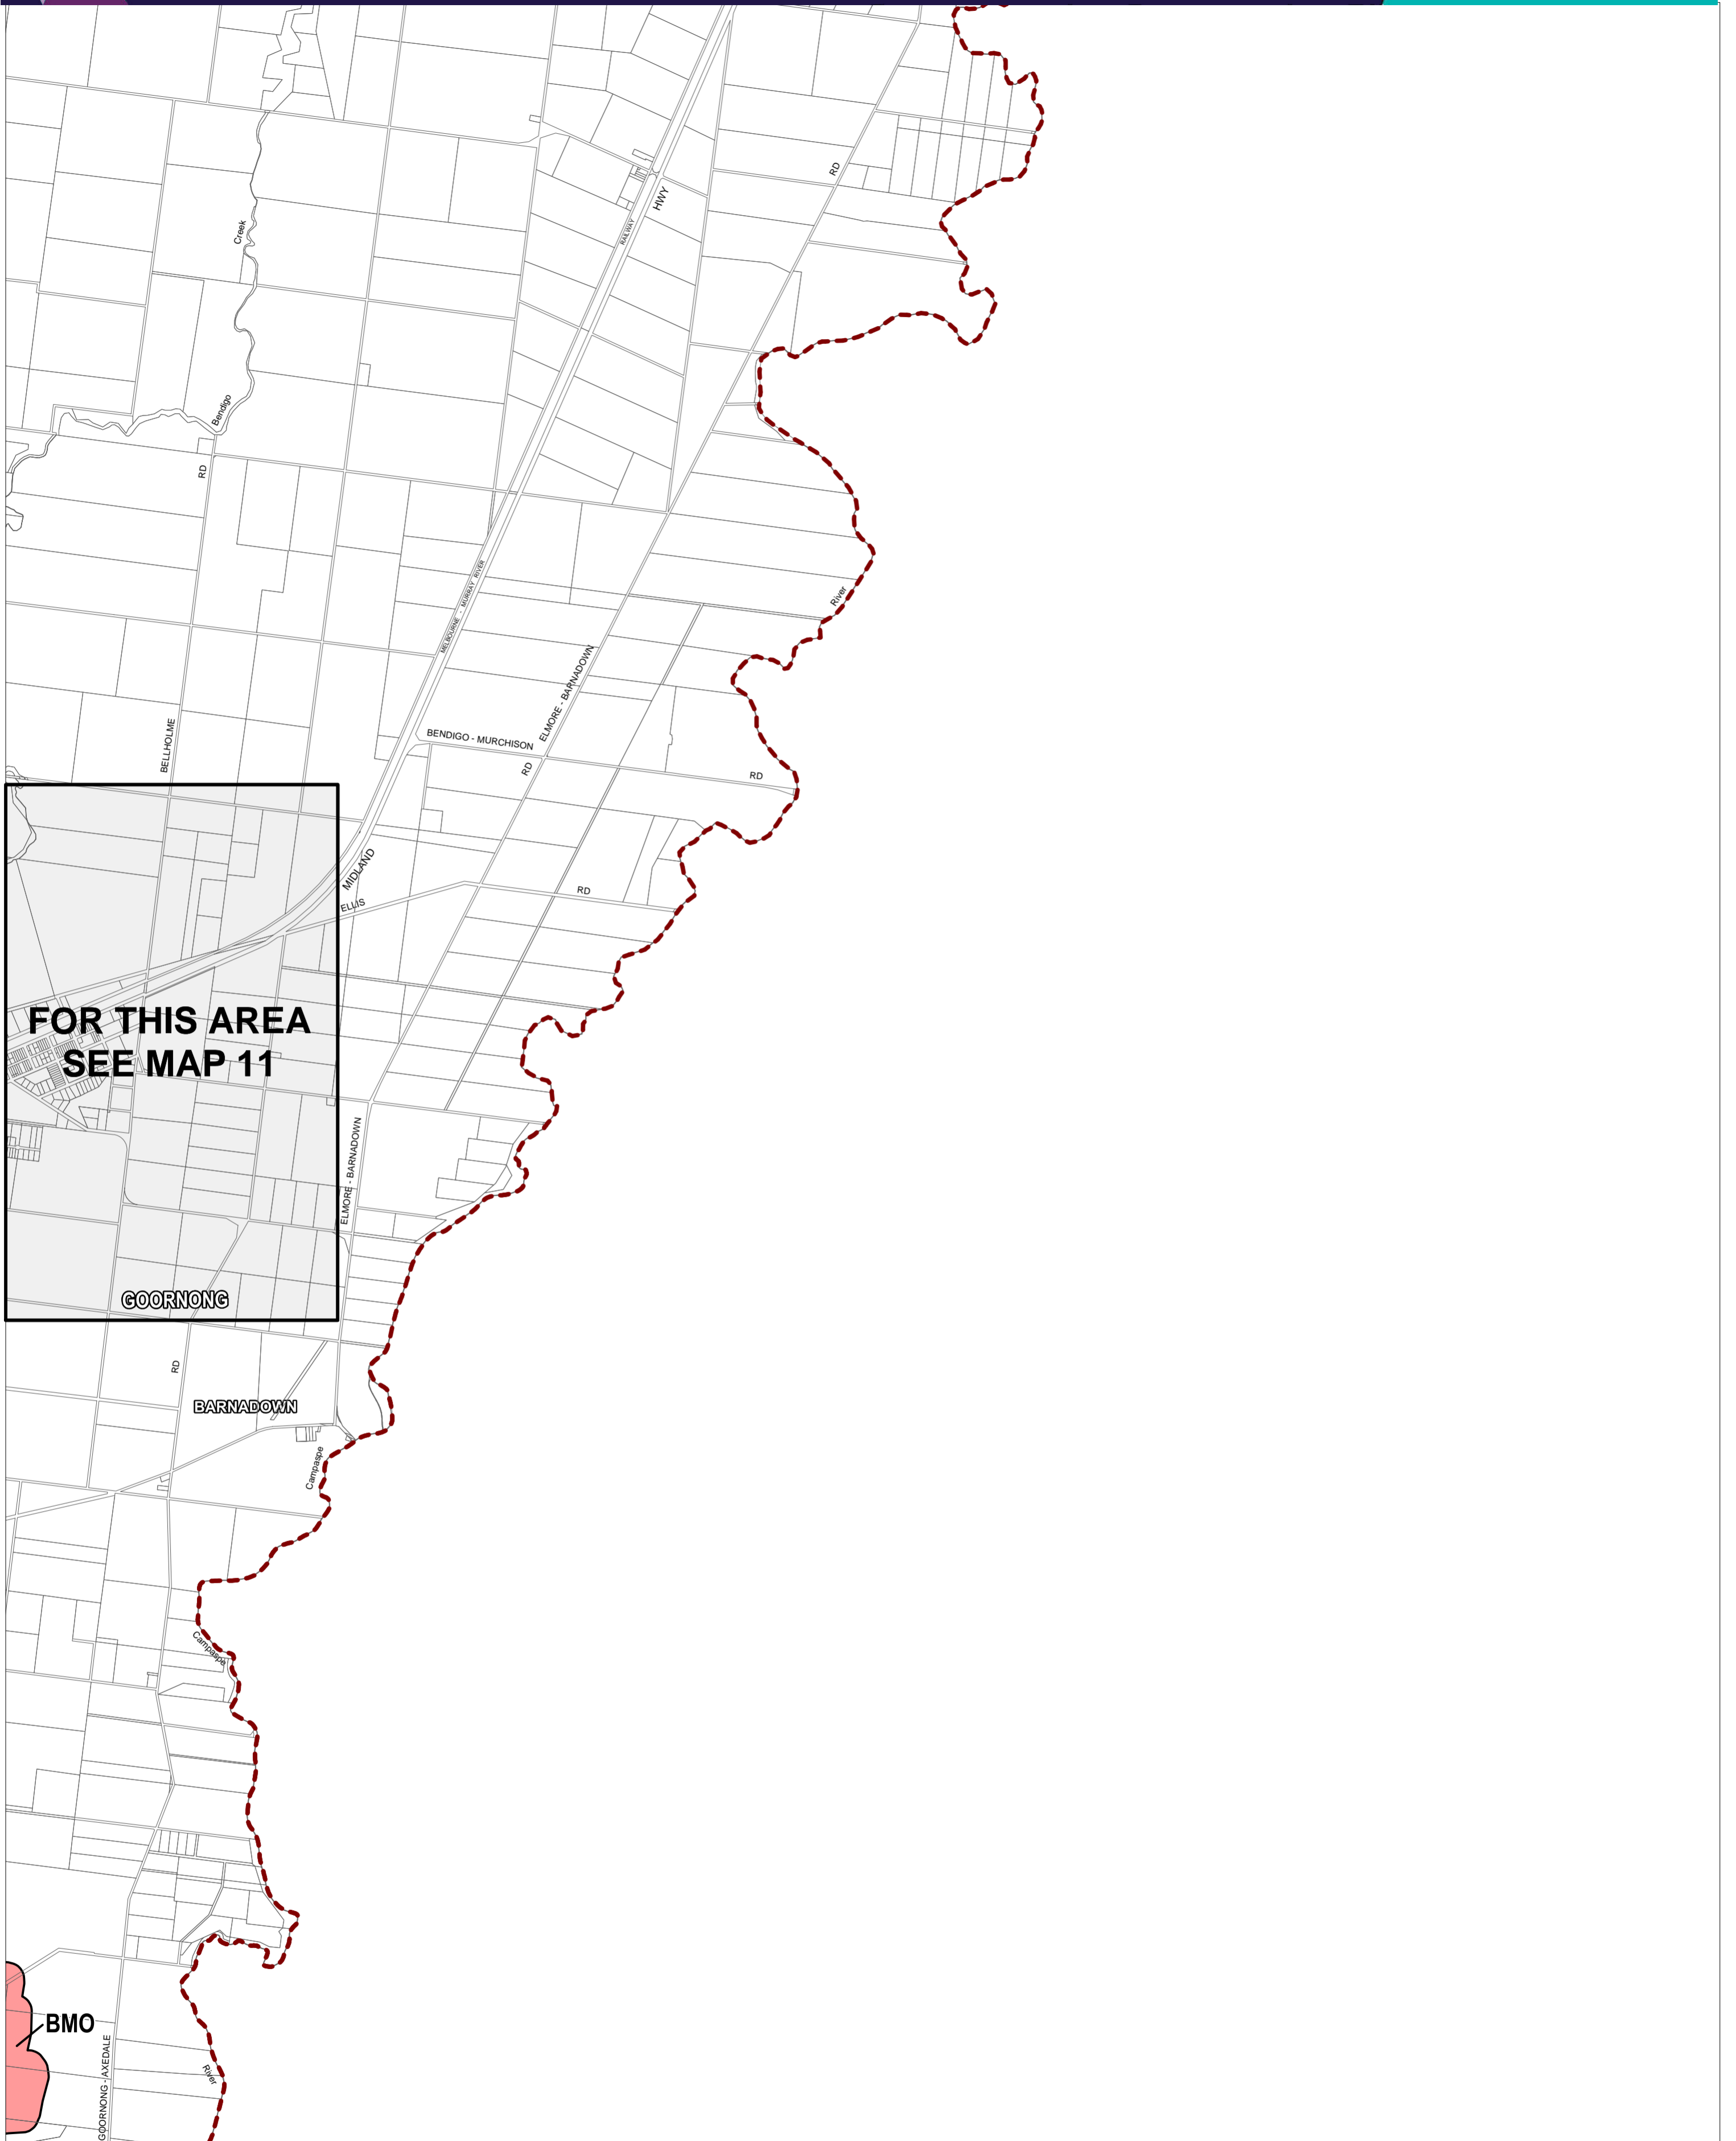 RD
HWY
RAILWAY
Creek
Bendigo
RD
MELBOURNE - MURRAY RIVER
River
ELMORE - BARNADOWN
BELLHOLME
BENDIGO - MURCHISON
RD
RD
MIDLAND
ELLIS
RD
FOR THIS AREA
SEE MAP 11
ELMORE - BARNADOWN
GOORNONG
RD
BARNADOWN
Campaspe
Campaspe
BMO
GOORNONG - AXEDALE
River